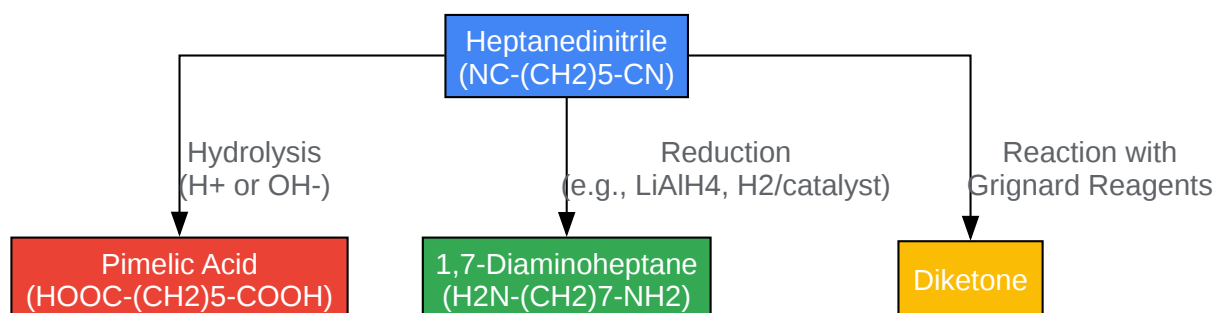 Heptanedinitrile
(NC-(CH2)5-CN)
Hydrolysis
(H+ or OH-)
Reduction
(e.g., LiAlH4, H2/catalyst)
Reaction with
Grignard Reagents
Pimelic Acid
(HOOC-(CH2)5-COOH)
1,7-Diaminoheptane
(H2N-(CH2)7-NH2)
Diketone